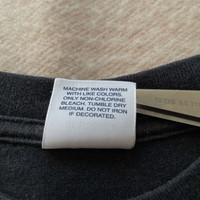 MACHINE WASH WARM
WITH LIKE COLORS.
ONLY NON-CHLORINE
BLEACH. TUMBLE DRY
MEDIUM. DO NOT IRON
IF DECORATED.